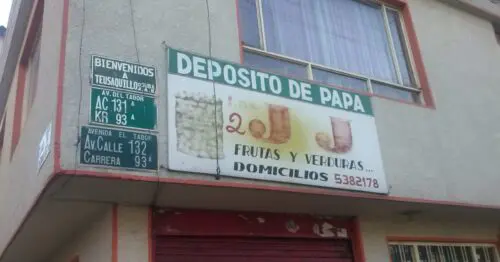 BIENVENIDOS
A
TEUSAQUILLO
AV. DEL TABOR
AC 131 A
KR 93
AVENIDA EL TABOR
AV. CALLE 132
CARRERA 93
DEPOSITO DE PAPA
2
FRUTAS Y VERDURAS...
DOMICILIOS 5382178